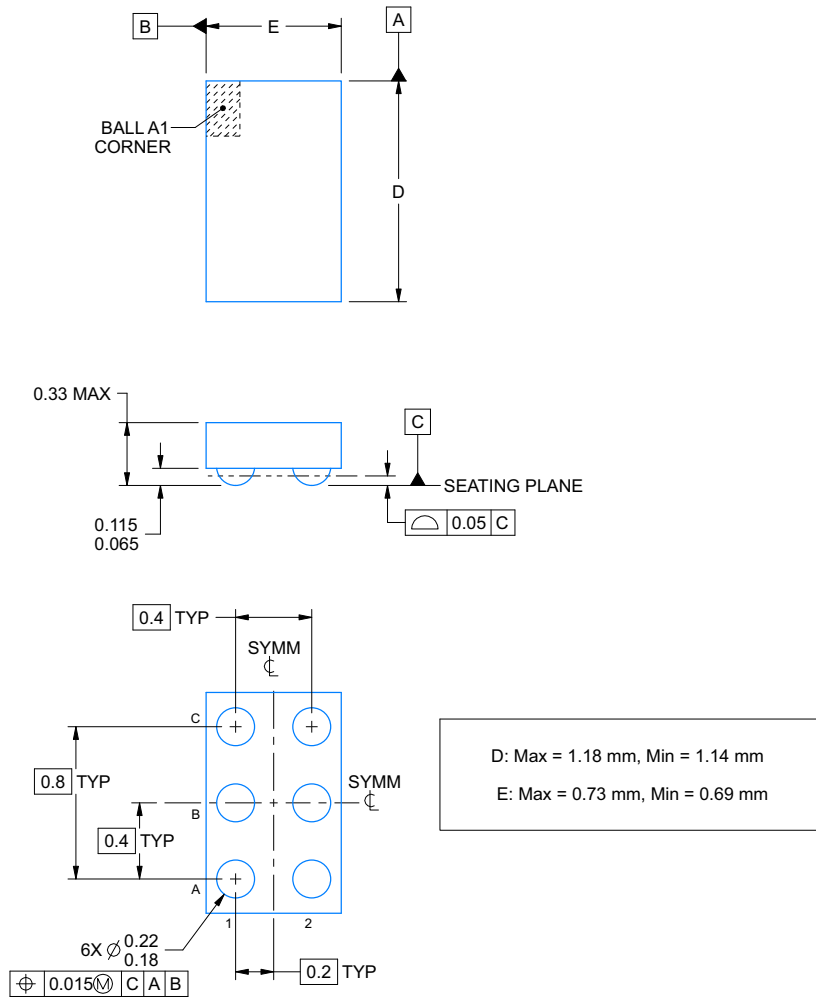 B
E
A
BALL A1
CORNER
D
0.33 MAX
C
SEATING PLANE
0.115
0.065
0.05 C
0.4 TYP
SYMM
C
0.8 TYP
SYMM
B
0.4 TYP
A
1 2
6X ∅ 0.22
0.18
0.015Ⓜ C A B
0.2 TYP
D: Max = 1.18 mm, Min = 1.14 mm
E: Max = 0.73 mm, Min = 0.69 mm